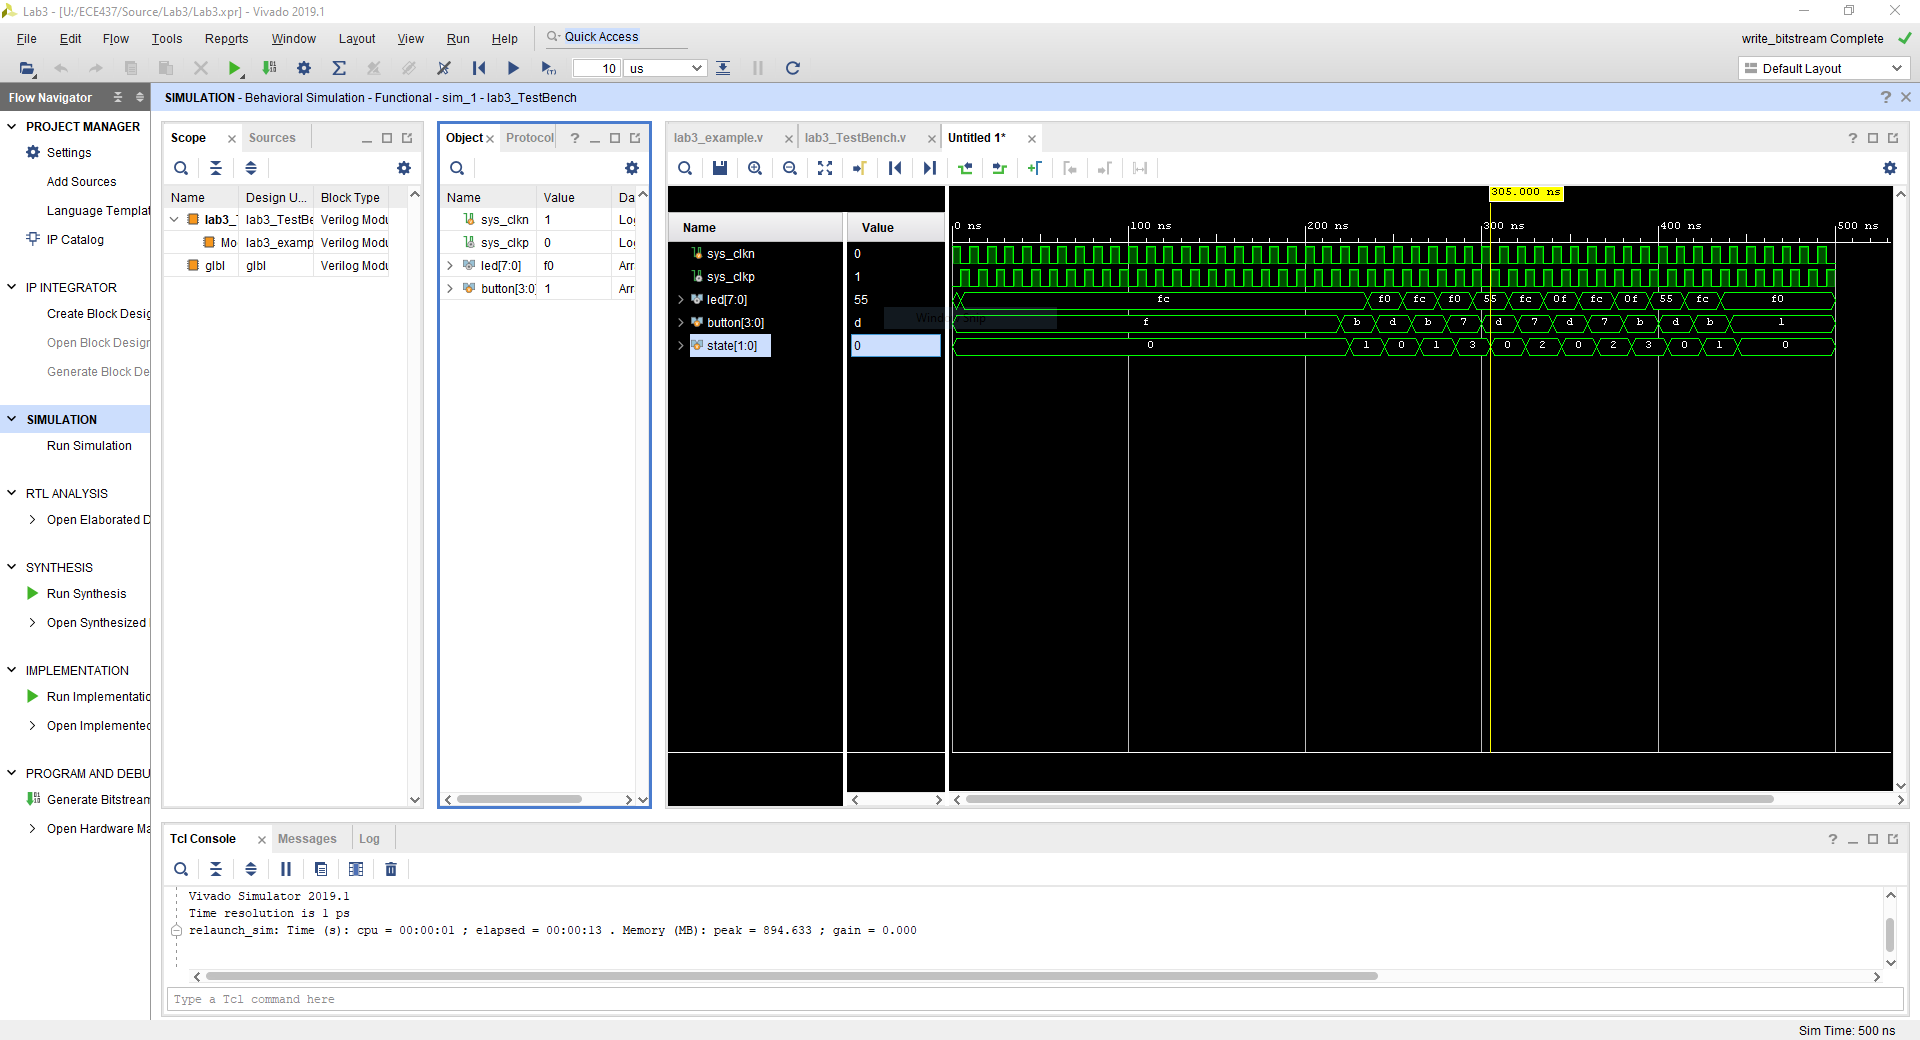 Lab3 - [U:/ECE437/Source/Lab3/Lab3.xpr] - Vivado 2019.1
File Edit Flow Tools Reports Window Layout View Run Help Quick Access
write_bitstream Complete
10 us
Default Layout
Flow Navigator
SIMULATION - Behavioral Simulation - Functional - sim_1 - lab3_TestBench
PROJECT MANAGER
Settings
Add Sources
Language Templat
IP Catalog
IP INTEGRATOR
Create Block Desig
Open Block Design
Generate Block De
SIMULATION
Run Simulation
RTL ANALYSIS
Open Elaborated D
SYNTHESIS
Run Synthesis
Open Synthesized
IMPLEMENTATION
Run Implementatio
Open Implemented
PROGRAM AND DEBU
Generate Bitstream
Open Hardware Ma
Scope Sources
Name Design U... Block Type
lab3_ lab3_TestBe Verilog Modu
Mo lab3_examp Verilog Modu
glbl glbl Verilog Modu
Object Protocol ?
Name Value Da
sys_clkn 1 Log
sys_clkp 0 Log
led[7:0] f0 Arr
button[3:0] 1 Arr
lab3_example.v lab3_TestBench.v Untitled 1*
305.000 ns
Name Value
0 ns 100 ns 200 ns 300 ns 400 ns 500 ns
sys_clkn 0
sys_clkp 1
led[7:0] 55 fc f0 fc f0 55 fc 0f fc 0f 55 fc f0
button[3:0] d f b d b 7 d 7 d 7 b d b 1
state[1:0] 0 0 1 0 1 3 0 2 0 2 3 0 1 0
Tcl Console Messages Log
Vivado Simulator 2019.1
Time resolution is 1 ps
relaunch_sim: Time (s): cpu = 00:00:01 ; elapsed = 00:00:13 . Memory (MB): peak = 894.633 ; gain = 0.000
Type a Tcl command here
Sim Time: 500 ns